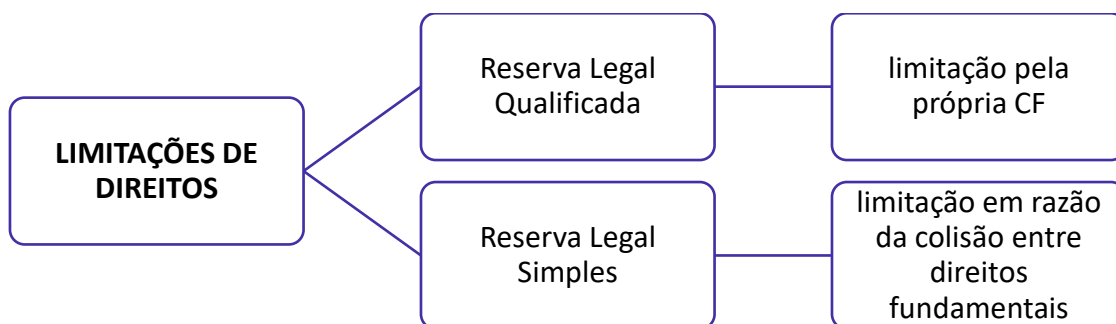 LIMITAÇÕES DE
DIREITOS
Reserva Legal
Qualificada
limitação pela
própria CF
Reserva Legal
Simples
limitação em razão
da colisão entre
direitos
fundamentais